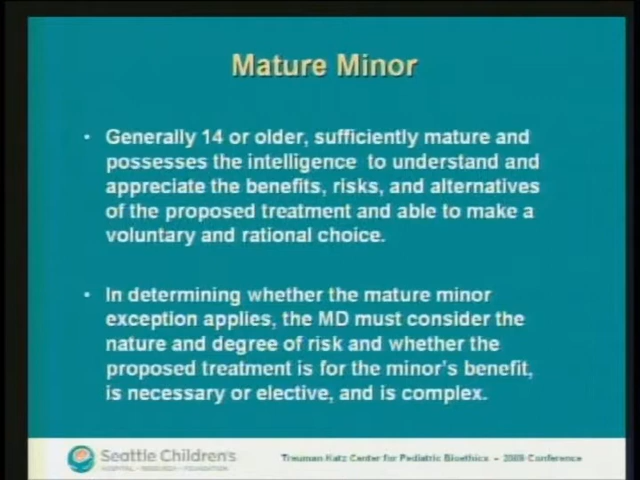 Mature Minor
• Generally 14 or older, sufficiently mature and
possesses the intelligence to understand and
appreciate the benefits, risks, and alternatives
of the proposed treatment and able to make a
voluntary and rational choice.
• In determining whether the mature minor
exception applies, the MD must consider the
nature and degree of risk and whether the
proposed treatment is for the minor's benefit,
is necessary or elective, and is complex.
Seattle Children's
HOSPITAL • RESEARCH • FOUNDATION
Treuman Katz Center for Pediatric Bioethics – Conference